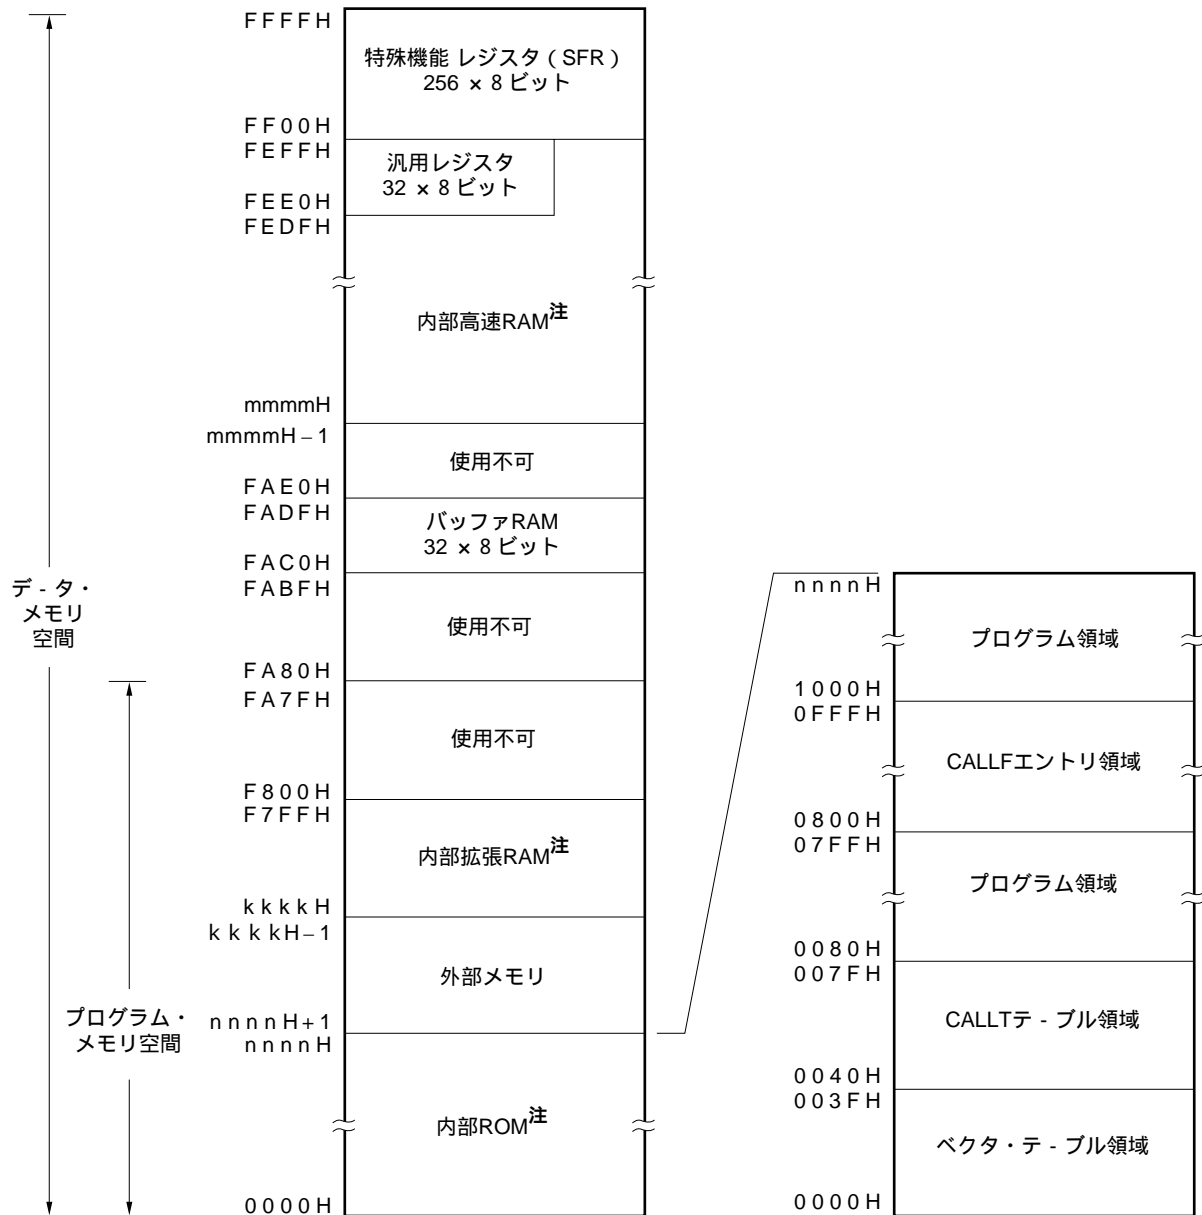 FFFFH
特殊機能 レジスタ ( SFR )
256 × 8 ビット
FF00H
FEFFH
汎用レジスタ
32 × 8 ビット
FEE0H
FEDFH
内部高速RAM注
mmmmH
mmmmH – 1
使用不可
FAE0H
FADFH
バッファRAM
32 × 8 ビット
FAC0H
FABFH
使用不可
FA80H
FA7FH
使用不可
F800H
F7FFH
内部拡張RAM注
kkkkH
kkkkH–1
外部メモリ
nnnnH+1
nnnnH
内部ROM注
0000H
デ - タ・
メモリ
空間
プログラム・
メモリ空間
nnnnH
プログラム領域
1000H
0FFFH
CALLFエントリ領域
0800H
07FFH
プログラム領域
0080H
007FH
CALLTテ - ブル領域
0040H
003FH
ベクタ・テ - ブル領域
0000H